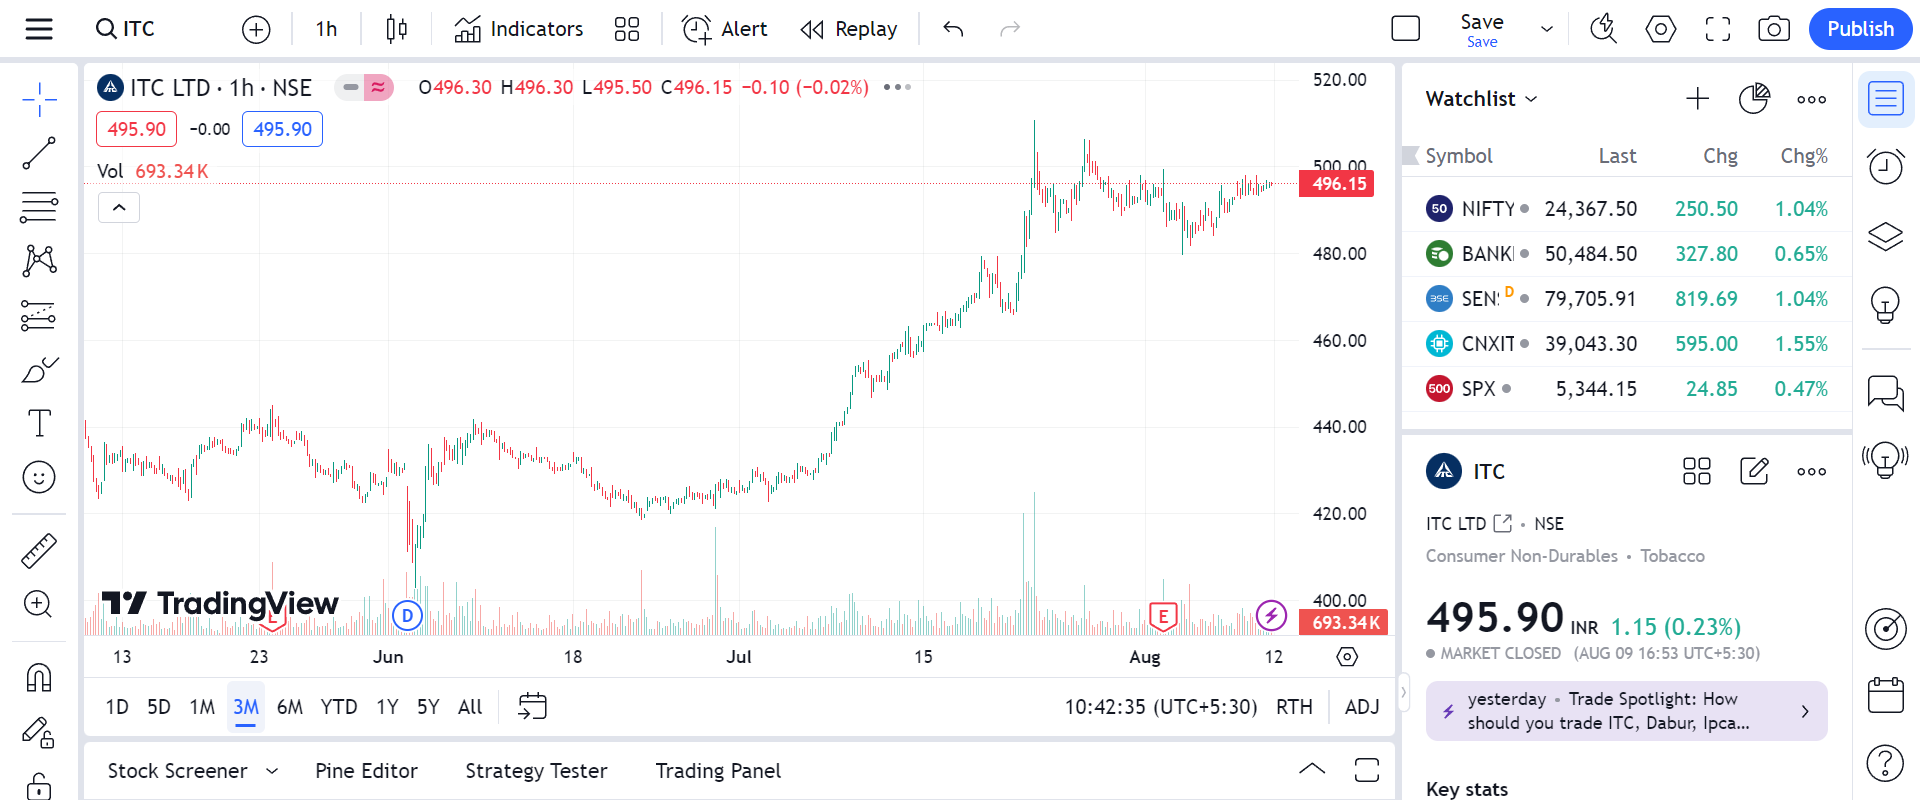 ITC
1h
Indicators
Alert
Replay
Save
Save
Publish
ITC LTD · 1h · NSE
O496.30 H496.30 L495.50 C496.15 −0.10 (−0.02%)
495.90 −0.00 495.90
Vol 693.34K
520.00
500.00
496.15
480.00
460.00
440.00
420.00
400.00
693.34K
TradingView
E
D
E
13 23 Jun 18 Jul 15 Aug 12
1D 5D 1M 3M 6M YTD 1Y 5Y All
10:42:35 (UTC+5:30) RTH ADJ
Stock Screener Pine Editor Strategy Tester Trading Panel
Watchlist
Symbol Last Chg Chg%
50 NIFTY 24,367.50 250.50 1.04%
BANK 50,484.50 327.80 0.65%
BSE SEN D 79,705.91 819.69 1.04%
CNXIT 39,043.30 595.00 1.55%
500 SPX 5,344.15 24.85 0.47%
ITC
ITC LTD • NSE
Consumer Non-Durables • Tobacco
495.90 INR 1.15 (0.23%)
MARKET CLOSED (AUG 09 16:53 UTC+5:30)
yesterday • Trade Spotlight: How
should you trade ITC, Dabur, Ipca…
Key stats